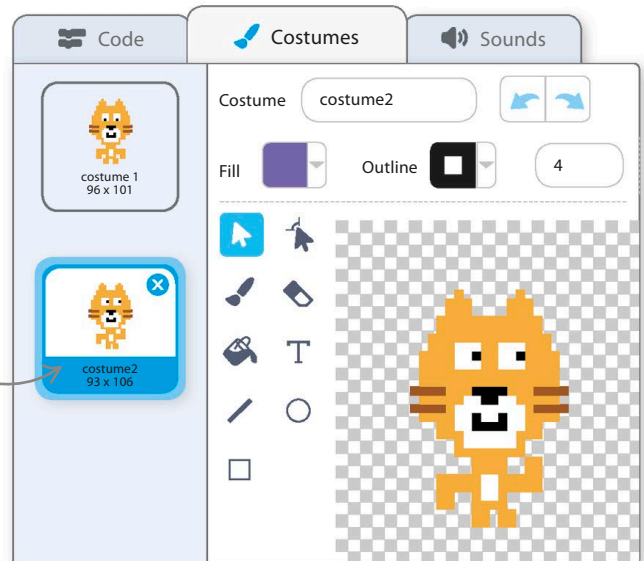 Code
Costumes
Sounds
costume 1
96 x 101
costume2
93 x 106
Costume
costume2
Fill
Outline
4
T